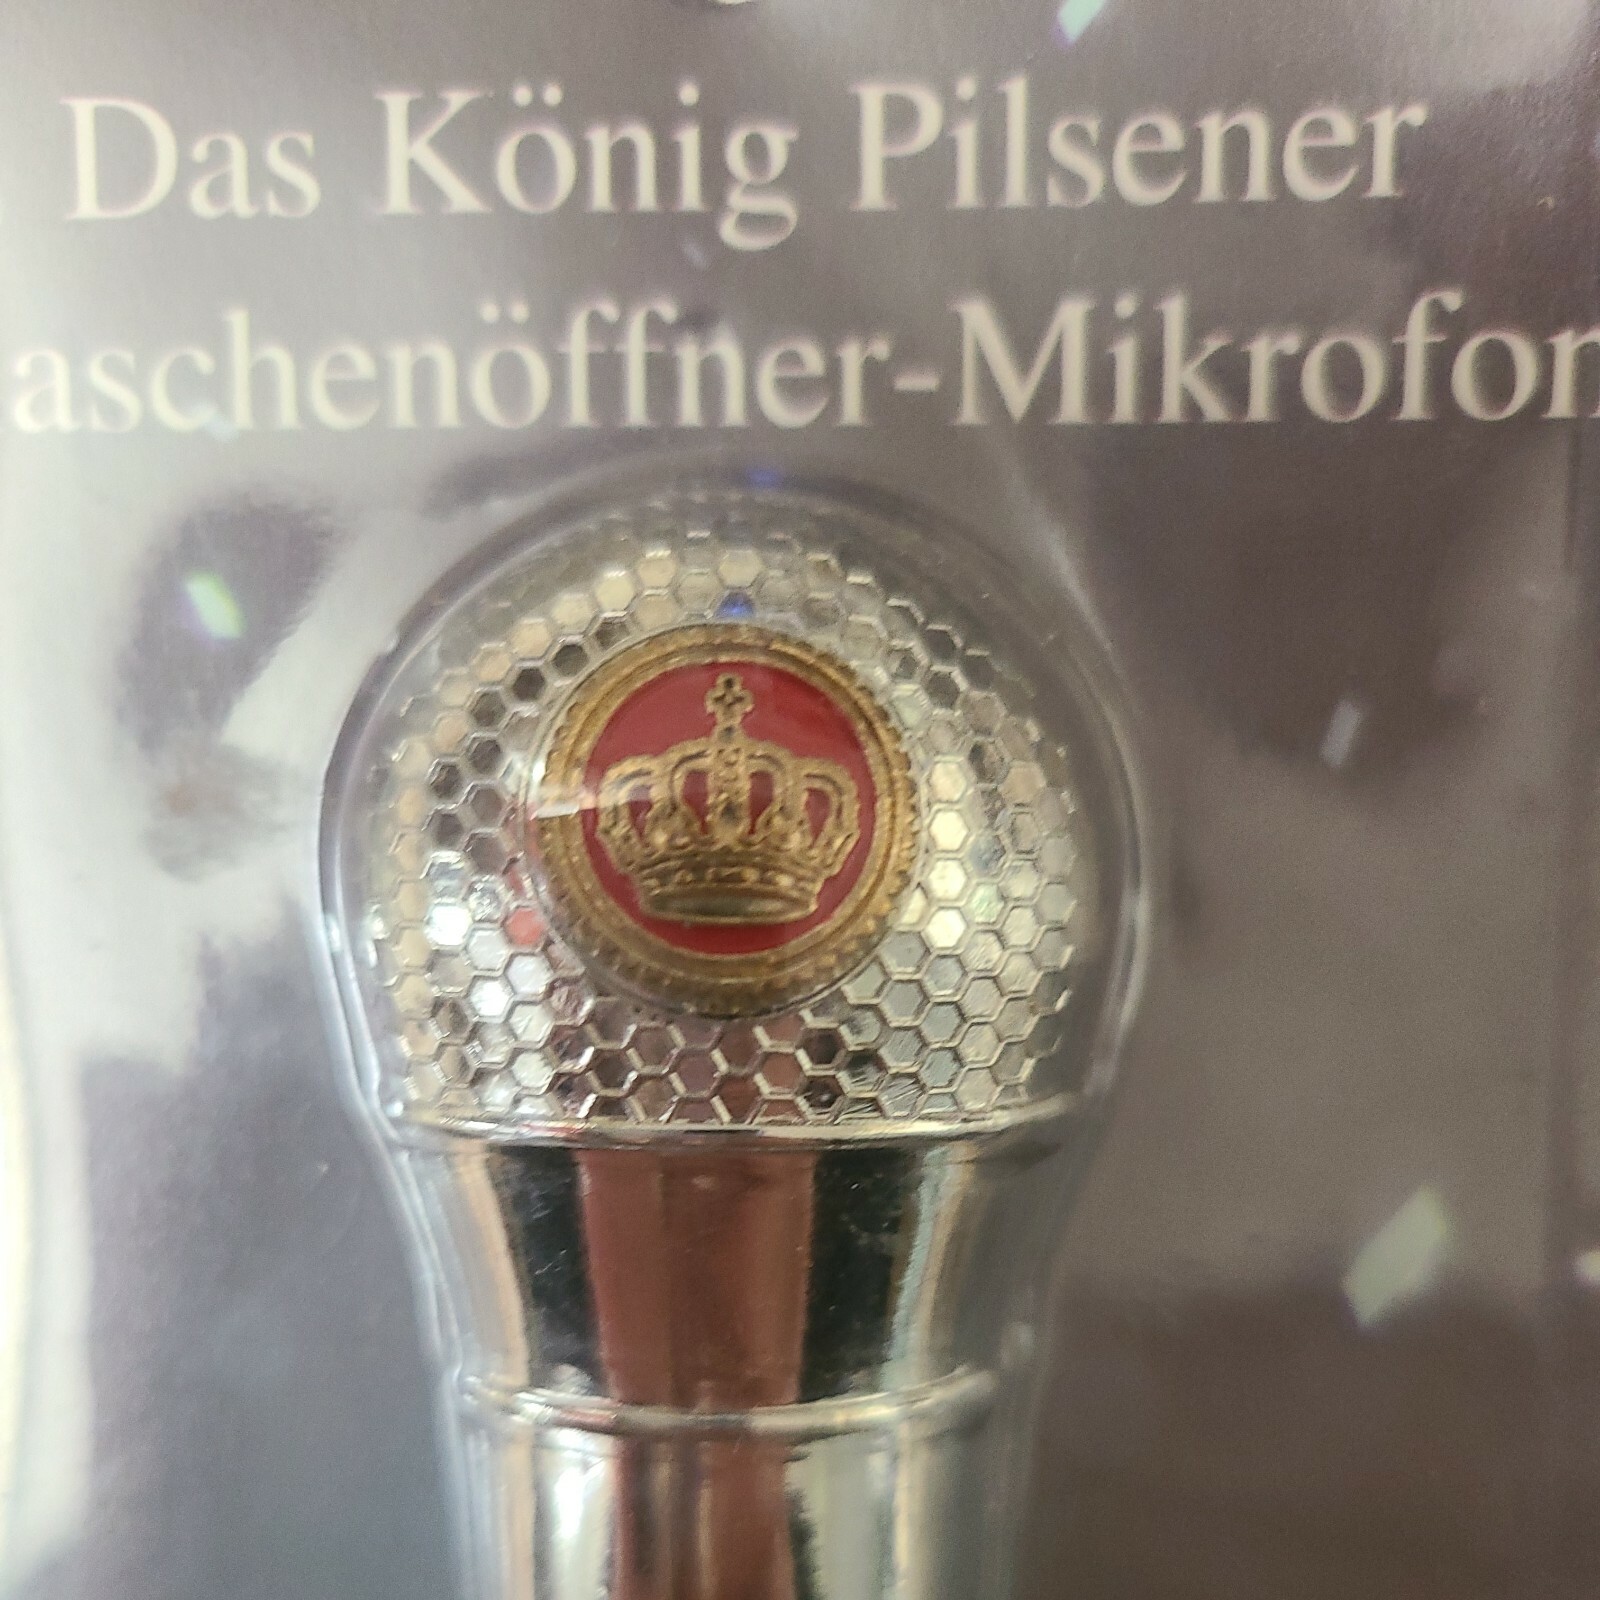 Das König Pilsener
aschenöffner-Mikrofon